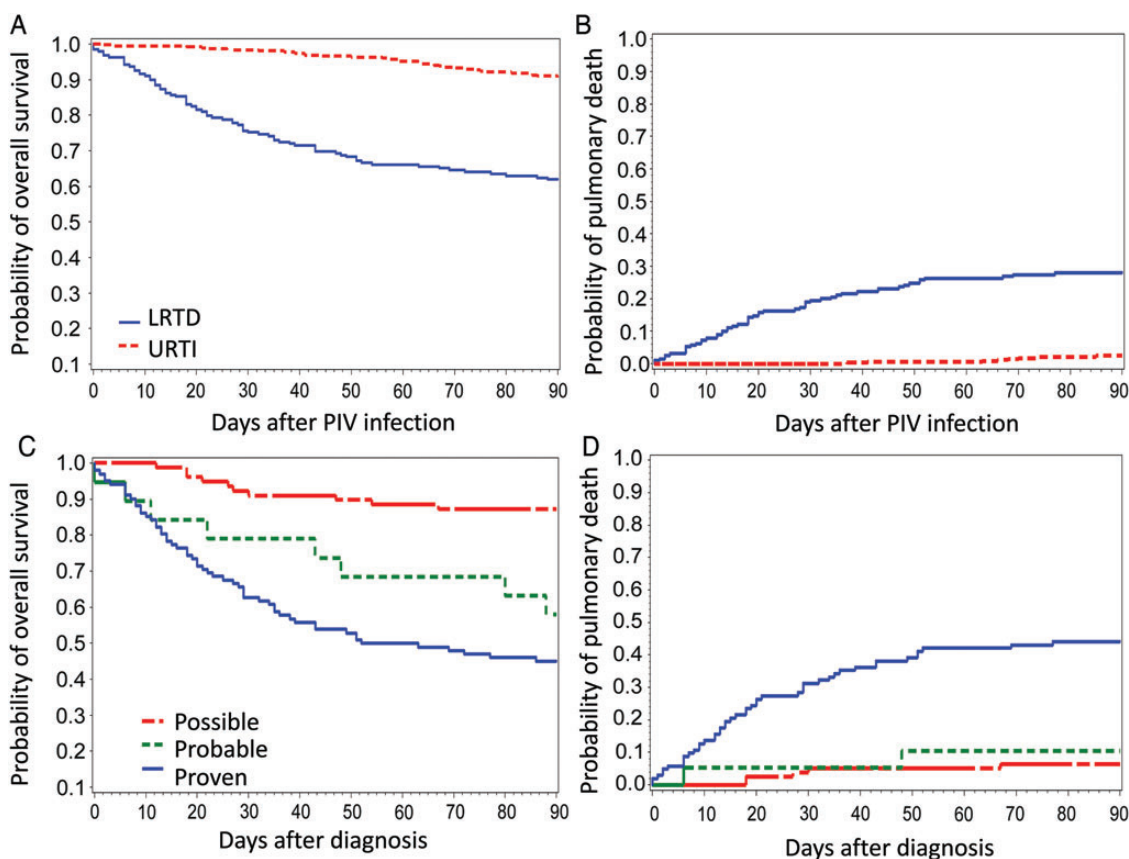 A
Probability of overall survival
1.0
0.9
0.8
0.7
0.6
0.5
0.4
0.3
0.2
0.1
LRTD
URTI
0 10 20 30 40 50 60 70 80 90
Days after PIV infection
B
Probability of pulmonary death
1.0
0.9
0.8
0.7
0.6
0.5
0.4
0.3
0.2
0.1
0.0
0 10 20 30 40 50 60 70 80 90
Days after PIV infection
C
Probability of overall survival
1.0
0.9
0.8
0.7
0.6
0.5
0.4
0.3
0.2
0.1
Possible
Probable
Proven
0 10 20 30 40 50 60 70 80 90
Days after diagnosis
D
Probability of pulmonary death
1.0
0.9
0.8
0.7
0.6
0.5
0.4
0.3
0.2
0.1
0.0
0 10 20 30 40 50 60 70 80 90
Days after diagnosis